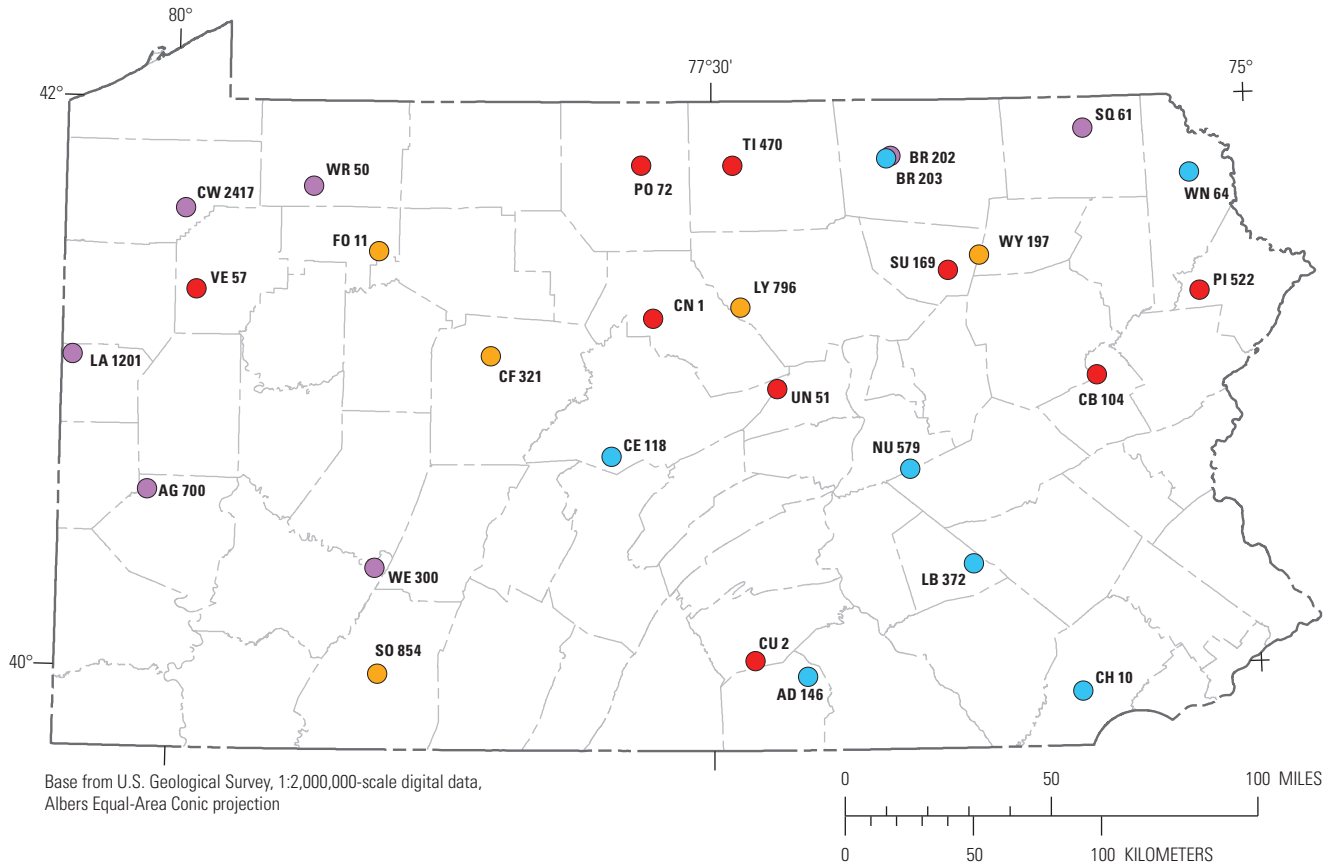 80°
77°30'
75°
42°
SQ 61
TI 470
BR 202
BR 203
WR 50
PO 72
WN 64
CW 2417
FO 11
WY 197
SU 169
VE 57
PI 522
LY 796
CN 1
LA 1201
CF 321
CB 104
UN 51
CE 118
NU 579
AG 700
WE 300
LB 372
40°
SO 854
CU 2
AD 146
CH 10
Base from U.S. Geological Survey, 1:2,000,000-scale digital data,
Albers Equal-Area Conic projection
0 50 100 MILES
0 50 100 KILOMETERS